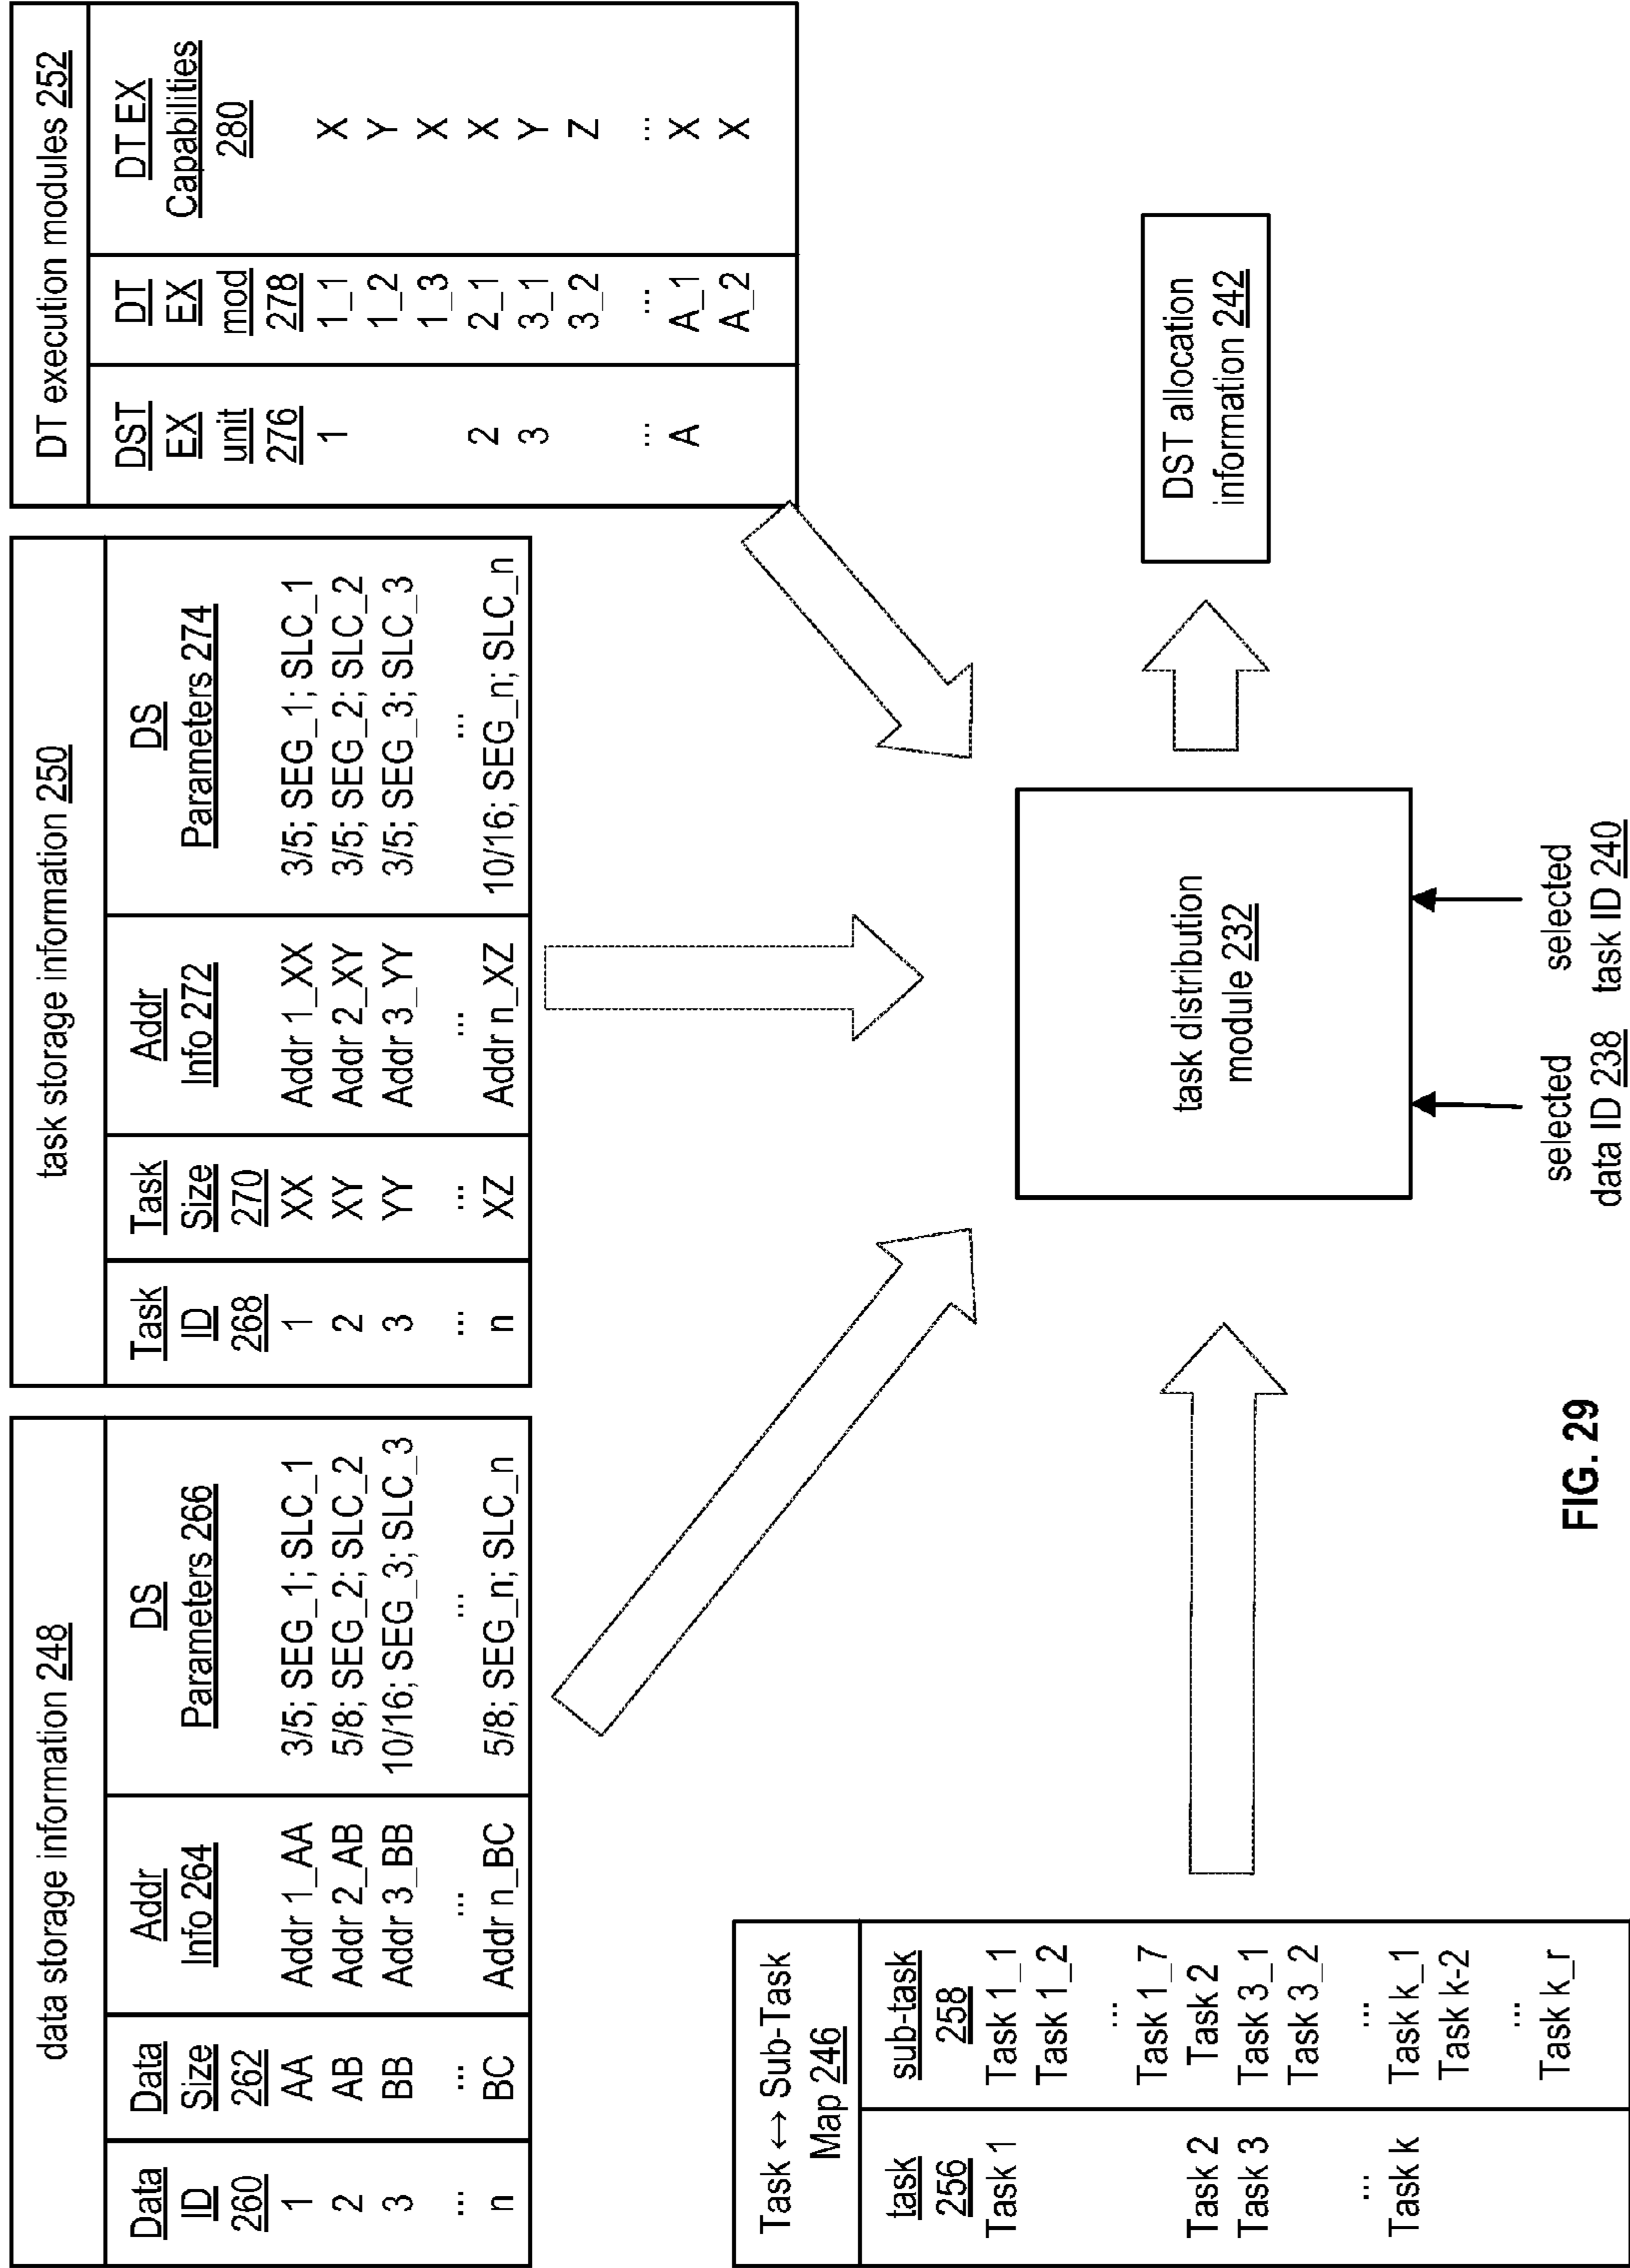 data storage information 248
Data ID 260 Data Size 262 Addr Info 264 DS Parameters 266
1 AA Addr 1_AA 3/5; SEG_1; SLC_1
2 AB Addr 2_AB 5/8; SEG_2; SLC_2
3 BB Addr 3_BB 10/16; SEG_3; SLC_3
... ... ... ...
n BC Addr n_BC 5/8; SEG_n; SLC_n
task storage information 250
Task ID 268 Task Size 270 Addr Info 272 DS Parameters 274
1 XX Addr 1_XX 3/5; SEG_1; SLC_1
2 XY Addr 2_XY 3/5; SEG_2; SLC_2
3 YY Addr 3_YY 3/5; SEG_3; SLC_3
... ... ... ...
n XZ Addr n_XZ 10/16; SEG_n; SLC_n
DT execution modules 252
DST EX unit 276 DT EX mod 278 DT EX Capabilities 280
1 1_1 X
1_2 Y
1_3 X
2 2_1 X
3 3_1 Y
3_2 Z
... ... ...
A A_1 X
A_2 X
Task ↔ Sub-Task
Map 246
task 256 sub-task 258
Task 1 Task 1_1
Task 1_2
...
Task 1_7
Task 2 Task 2
Task 3 Task 3_1
Task 3_2
... ...
Task k Task k_1
Task k-2
...
Task k_r
task distribution
module 232
DST allocation
information 242
selected
data ID 238
selected
task ID 240
FIG. 29